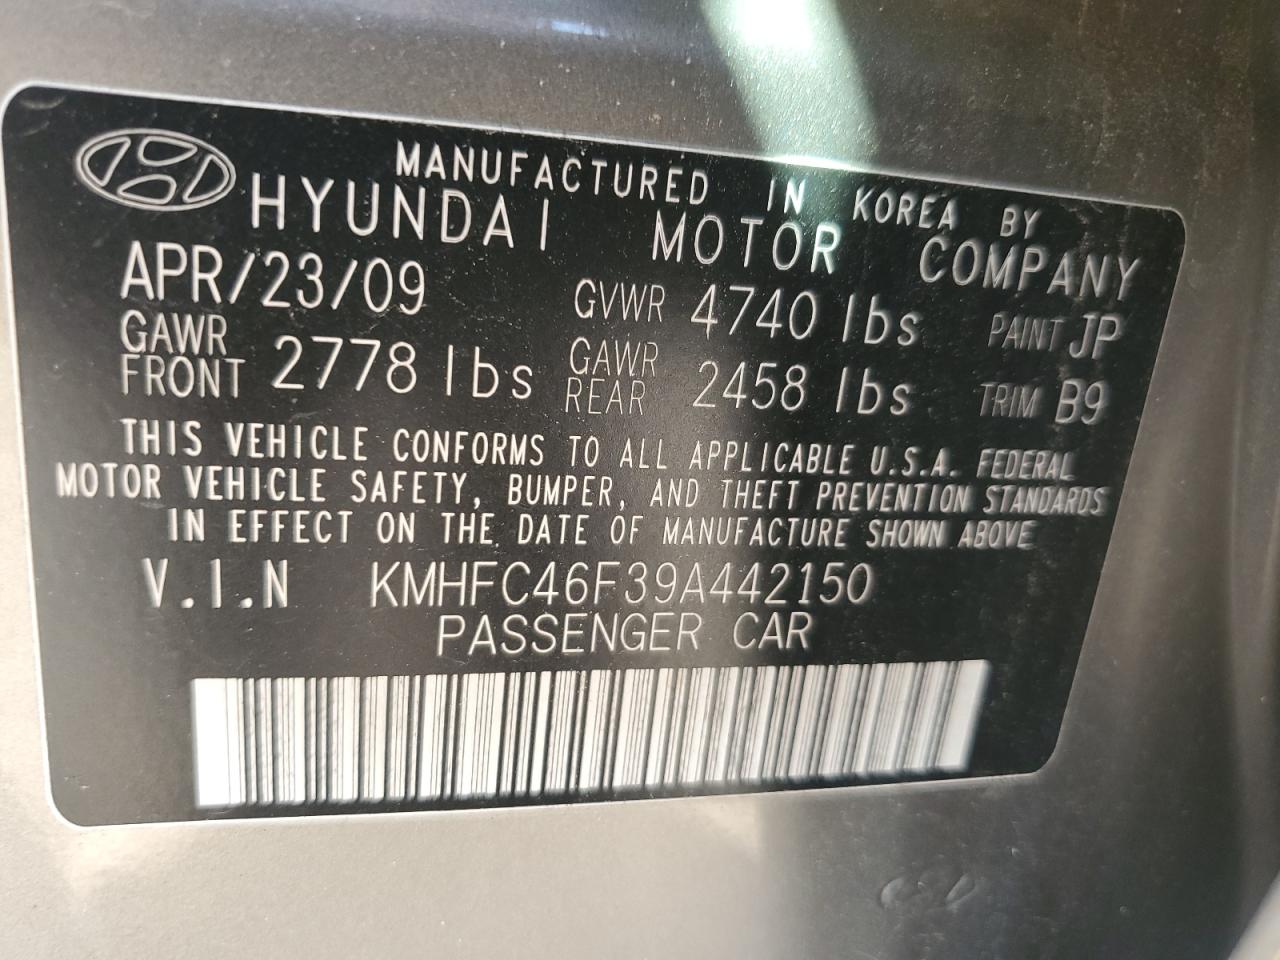 MANUFACTURED IN KOREA BY
HYUNDAI MOTOR COMPANY
APR/23/09 GVWR 4740 lbs PAINT JP
GAWR FRONT 2778 lbs GAWR REAR 2458 lbs TRIM B9
THIS VEHICLE CONFORMS TO ALL APPLICABLE U.S.A. FEDERAL
MOTOR VEHICLE SAFETY, BUMPER, AND THEFT PREVENTION STANDARDS
IN EFFECT ON THE DATE OF MANUFACTURE SHOWN ABOVE
V.I.N KMHFC46F39A442150
PASSENGER CAR